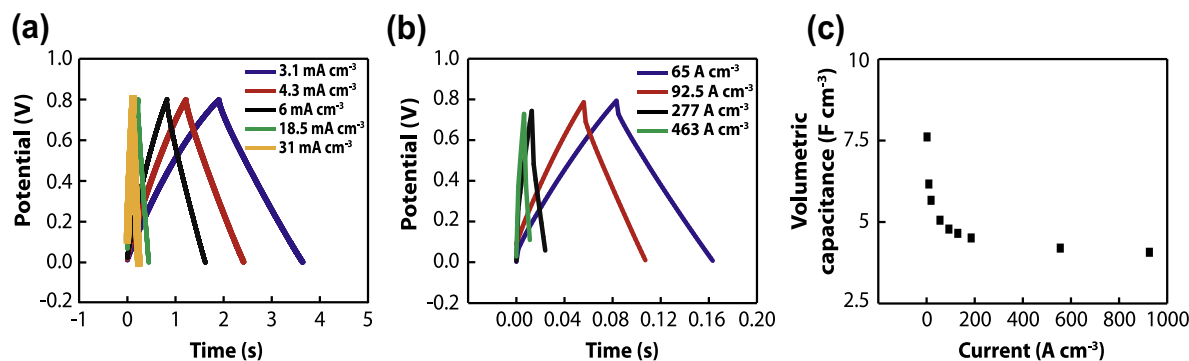 (a)
1.0
0.8
0.6
0.4
0.2
0.0
-0.2
Potential (V)
3.1 mA cm-3
4.3 mA cm-3
6 mA cm-3
18.5 mA cm-3
31 mA cm-3
-1 0 1 2 3 4 5
Time (s)
(b)
1.0
0.8
0.6
0.4
0.2
0.0
-0.2
Potential (V)
65 A cm-3
92.5 A cm-3
277 A cm-3
463 A cm-3
0.00 0.04 0.08 0.12 0.16 0.20
Time (s)
(c)
10
7.5
5
2.5
Volumetric
capacitance (F cm-3)
0 200 400 600 800 1000
Current (A cm-3)